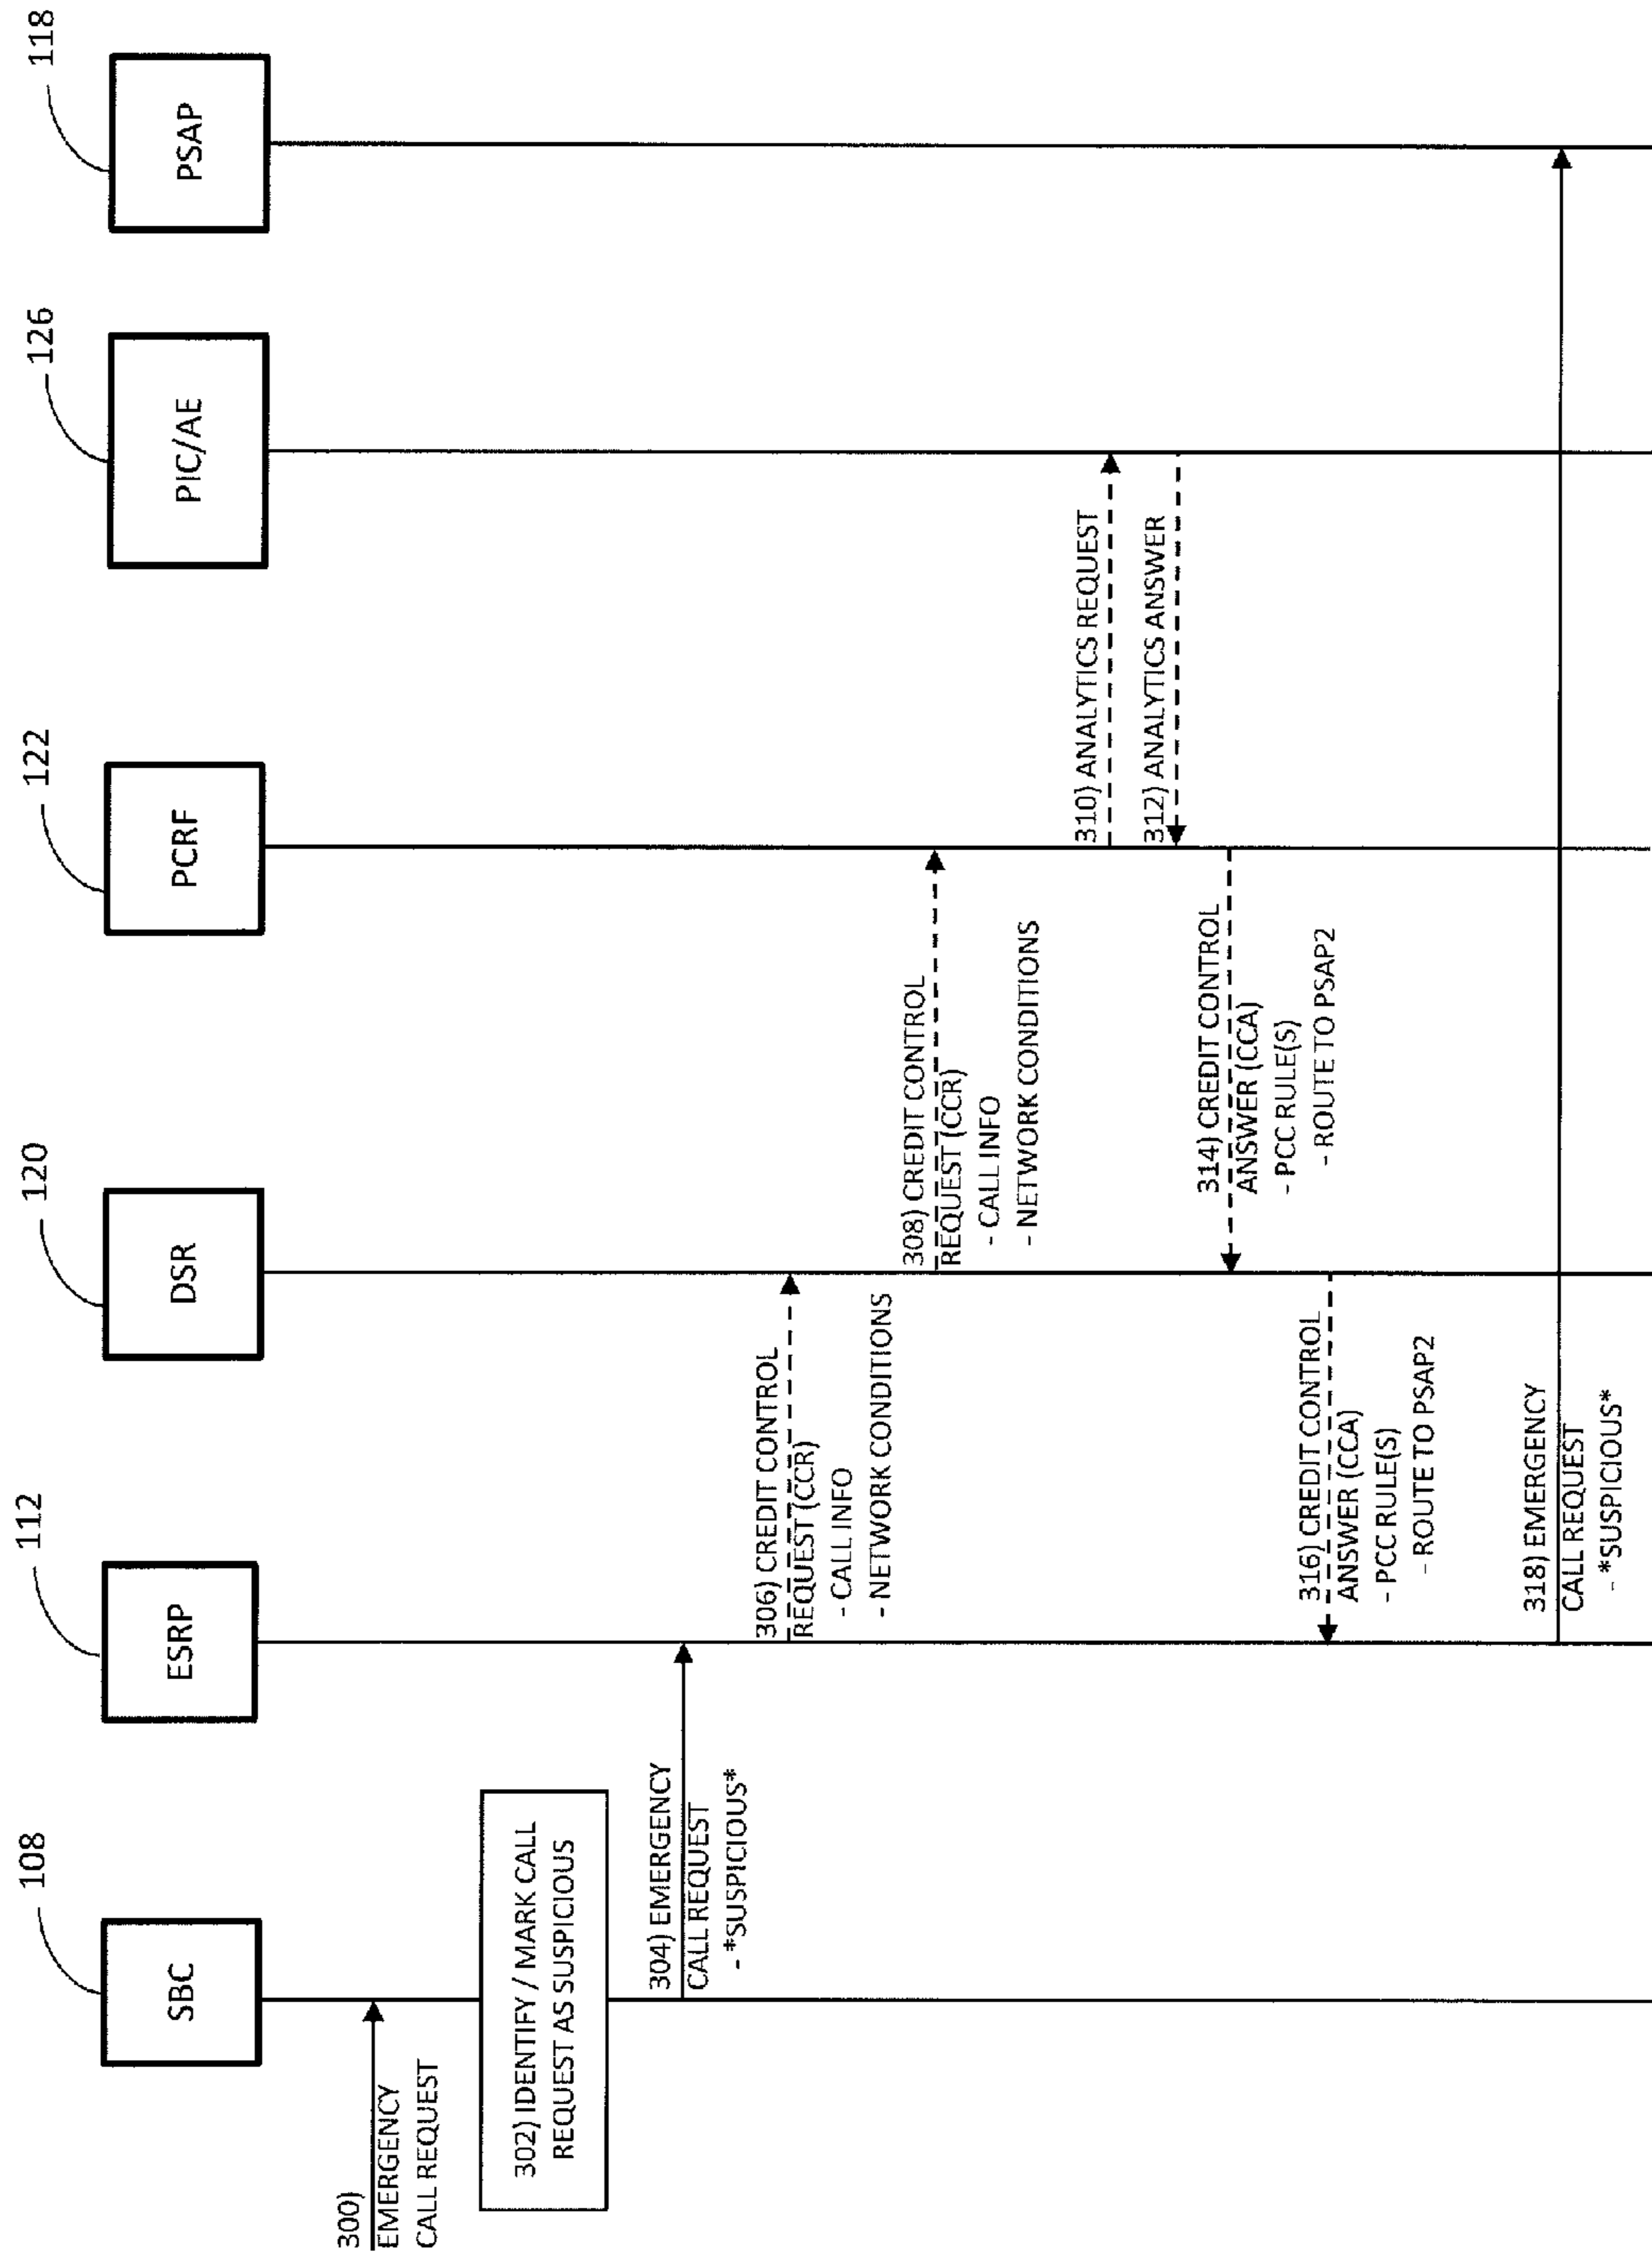 108
112
120
122
126
118
SBC
ESRP
DSR
PCRF
PIC/AE
PSAP
300)
EMERGENCY
CALL REQUEST
302) IDENTIFY / MARK CALL
REQUEST AS SUSPICIOUS
304) EMERGENCY
CALL REQUEST
- *SUSPICIOUS*
306) CREDIT CONTROL
REQUEST (CCR)
- CALL INFO
- NETWORK CONDITIONS
308) CREDIT CONTROL
REQUEST (CCR)
- CALL INFO
- NETWORK CONDITIONS
310) ANALYTICS REQUEST
312) ANALYTICS ANSWER
314) CREDIT CONTROL
ANSWER (CCA)
- PCC RULE(S)
- ROUTE TO PSAP2
316) CREDIT CONTROL
ANSWER (CCA)
- PCC RULE(S)
- ROUTE TO PSAP2
318) EMERGENCY
CALL REQUEST
- *SUSPICIOUS*